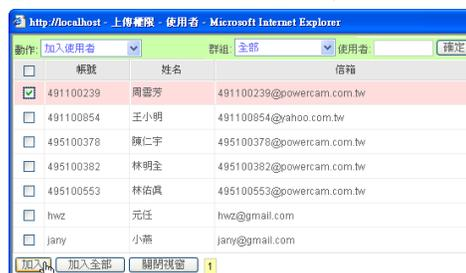 http://localhost - 上傳權限 - 使用者 - Microsoft Internet Explorer
動作: 加入使用者 群組: 全部 使用者: 確定
帳號 姓名 信箱
491100239 周雲芳 491100239@powercam.com.tw
491100854 王小明 491100854@yahoo.com.tw
495100378 陳仁宇 495100378@powercam.com.tw
495100382 林明全 495100382@powercam.com.tw
495100553 林佑真 495100553@powercam.com.tw
hwz 元任 hwz@gmail.com
jany 小燕 jany@gmail.com
加入 加入全部 關閉視窗 1